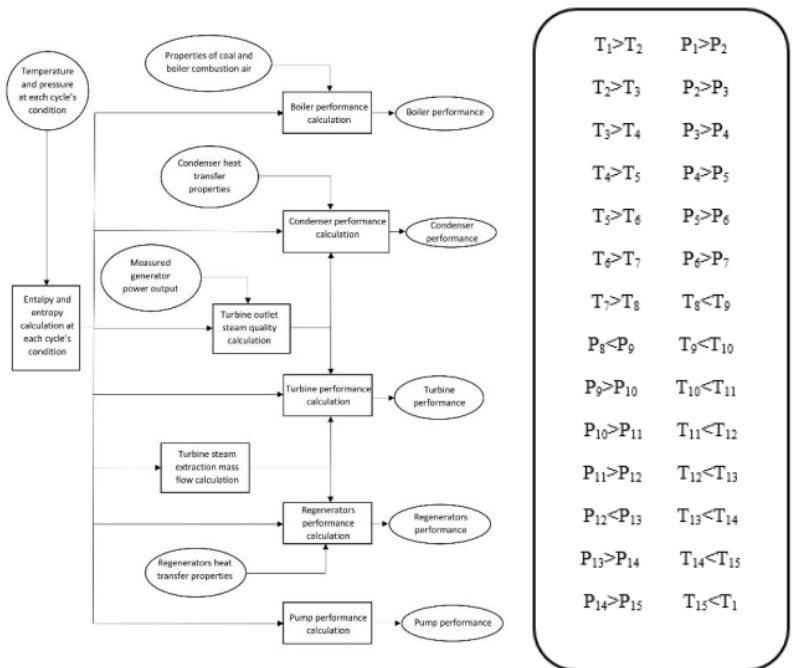 Temperature
and pressure
at each cycle's
condition
Properties of coal and
boiler combustion air
Boiler performance
calculation
Boiler performance
Condenser heat
transfer
properties
Condenser performance
calculation
Condenser
performance
Measured
generator
power output
Entalpy and
entropy
calculation at
each cycle's
condition
Turbine outlet
steam quality
calculation
Turbine performance
calculation
Turbine
performance
Turbine steam
extraction mass
flow calculation
Regenerators
performance
calculation
Regenerators
performance
Regenerators heat
transfer properties
Pump performance
calculation
Pump performance
T₁>T₂ P₁>P₂
T₂>T₃ P₂>P₃
T₃>T₄ P₃>P₄
T₄>T₅ P₄>P₅
T₅>T₆ P₅>P₆
T₆>T₇ P₆>P₇
T₇>T₈ T₈<T₉
P₈<P₉ T₉<T₁₀
P₉>P₁₀ T₁₀<T₁₁
P₁₀>P₁₁ T₁₁<T₁₂
P₁₁>P₁₂ T₁₂<T₁₃
P₁₂<P₁₃ T₁₃<T₁₄
P₁₃>P₁₄ T₁₄<T₁₅
P₁₄>P₁₅ T₁₅<T₁